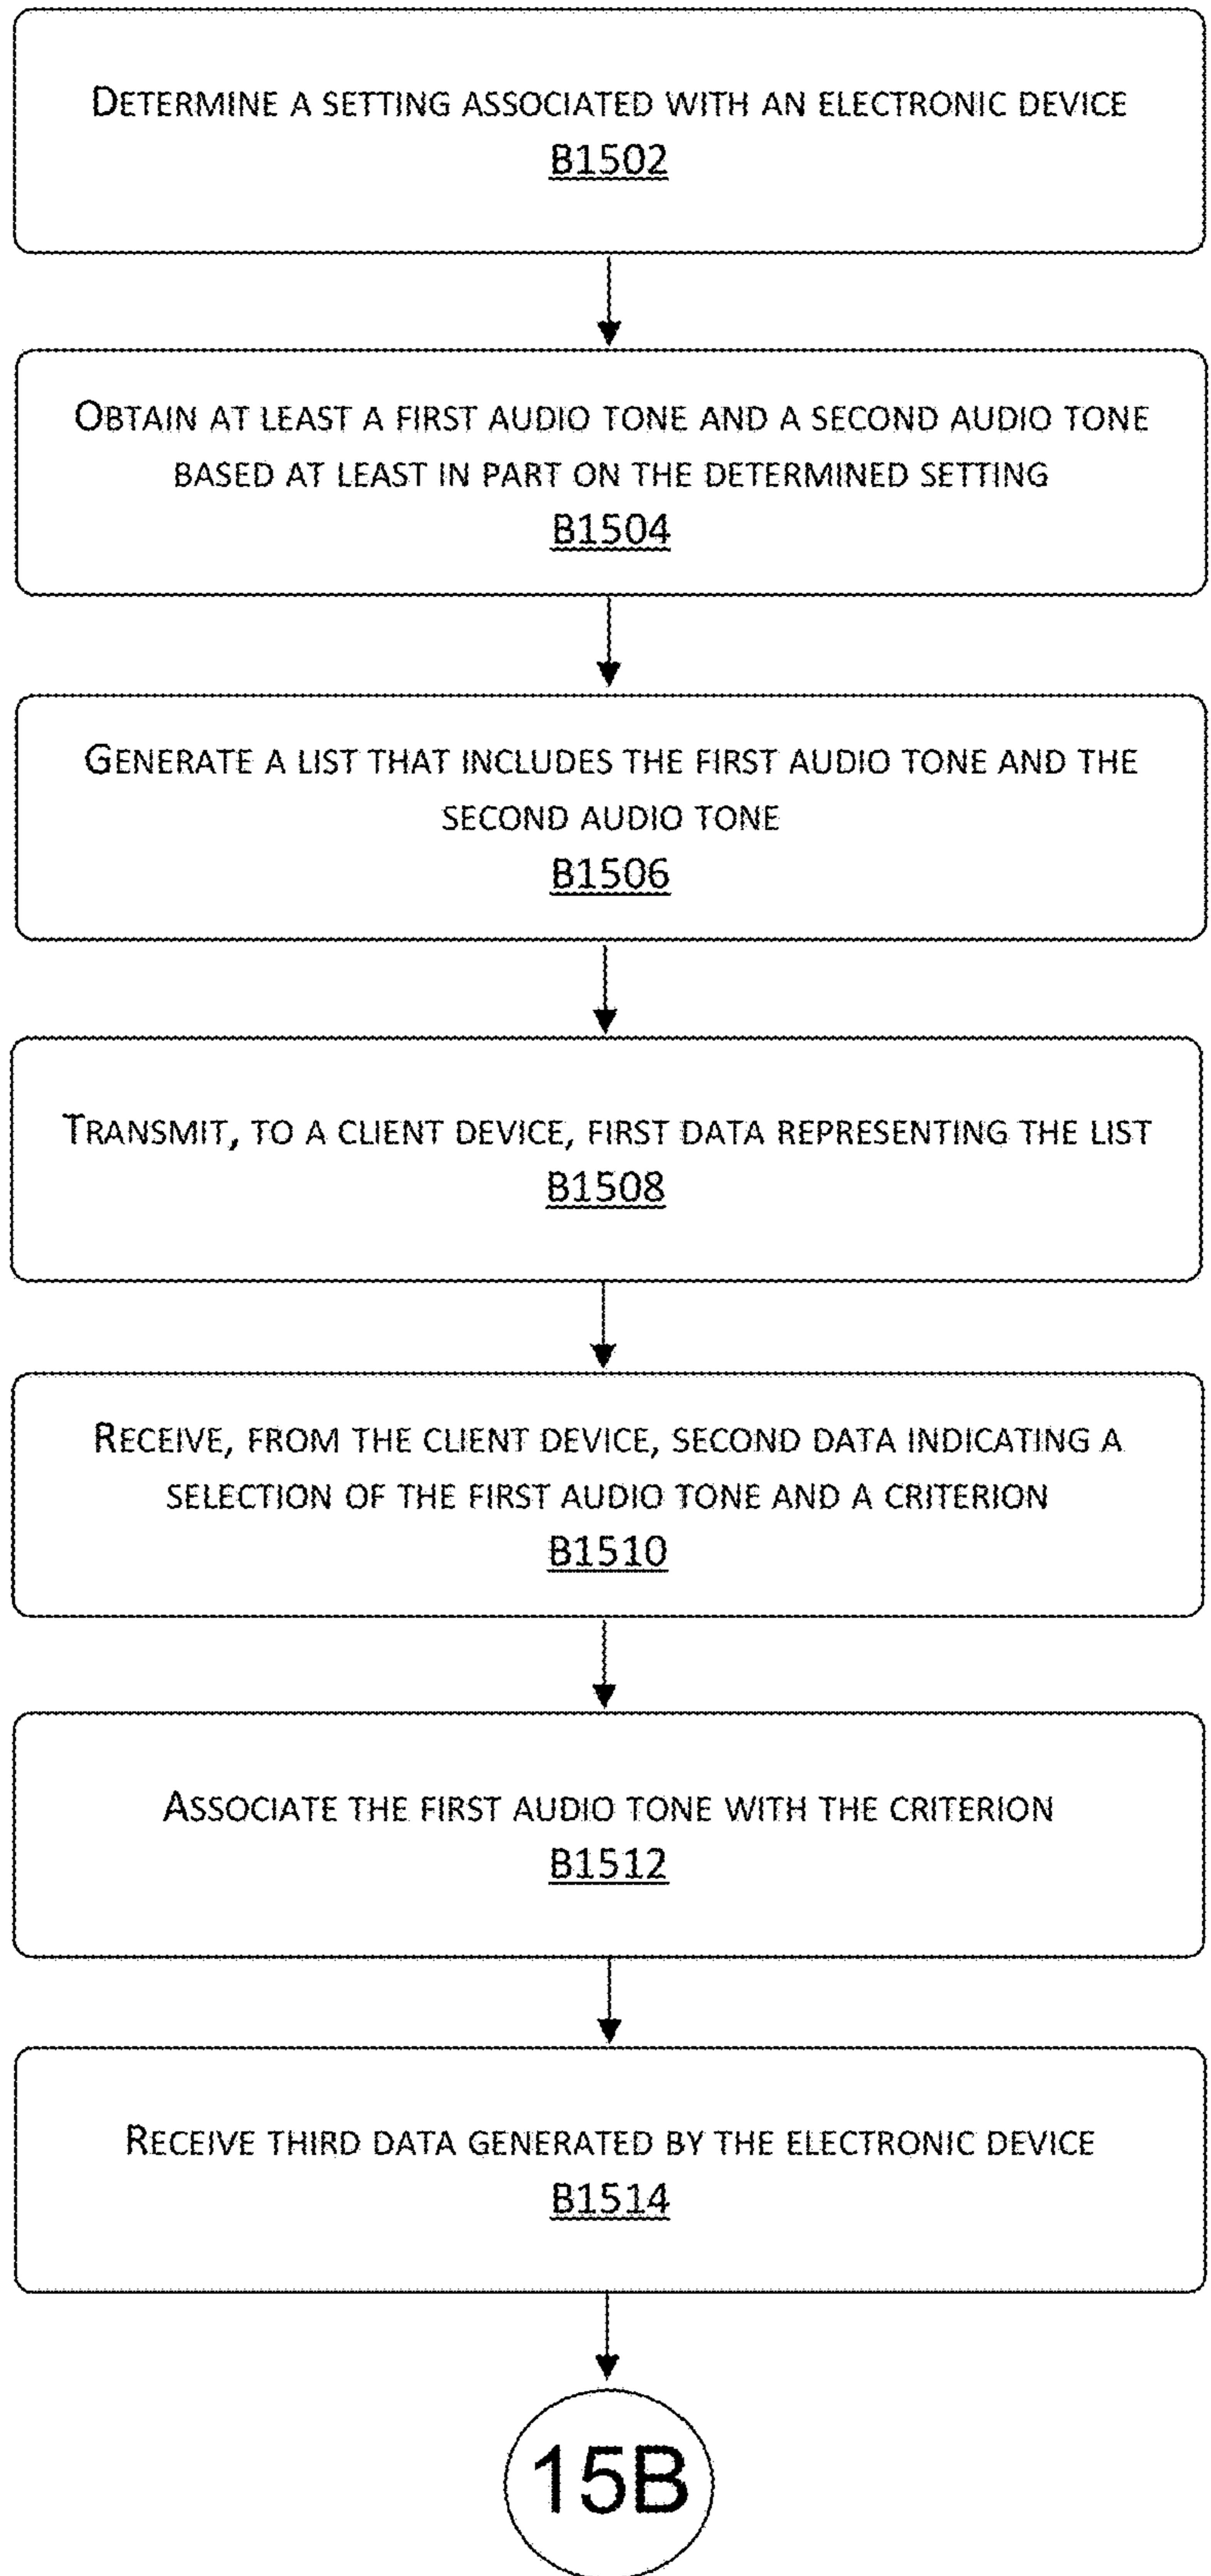 DETERMINE A SETTING ASSOCIATED WITH AN ELECTRONIC DEVICE
B1502
OBTAIN AT LEAST A FIRST AUDIO TONE AND A SECOND AUDIO TONE
BASED AT LEAST IN PART ON THE DETERMINED SETTING
B1504
GENERATE A LIST THAT INCLUDES THE FIRST AUDIO TONE AND THE
SECOND AUDIO TONE
B1506
TRANSMIT, TO A CLIENT DEVICE, FIRST DATA REPRESENTING THE LIST
B1508
RECEIVE, FROM THE CLIENT DEVICE, SECOND DATA INDICATING A
SELECTION OF THE FIRST AUDIO TONE AND A CRITERION
B1510
ASSOCIATE THE FIRST AUDIO TONE WITH THE CRITERION
B1512
RECEIVE THIRD DATA GENERATED BY THE ELECTRONIC DEVICE
B1514
15B